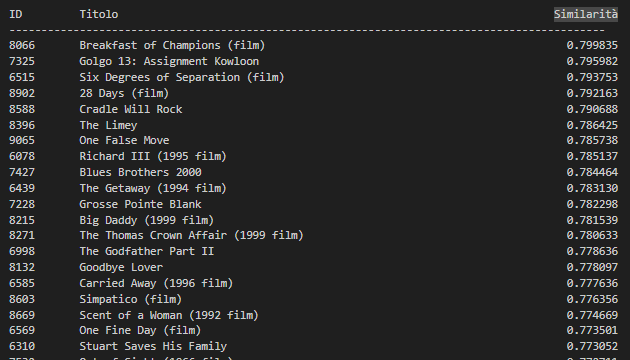 ID Titolo Similarità
8066 Breakfast of Champions (film) 0.799835
7325 Golgo 13: Assignment Kowloon 0.795982
6515 Six Degrees of Separation (film) 0.793753
8902 28 Days (film) 0.792163
8588 Cradle Will Rock 0.790688
8396 The Limey 0.786425
9065 One False Move 0.785738
6078 Richard III (1995 film) 0.785137
7427 Blues Brothers 2000 0.784464
6439 The Getaway (1994 film) 0.783130
7228 Grosse Pointe Blank 0.782298
8215 Big Daddy (1999 film) 0.781539
8271 The Thomas Crown Affair (1999 film) 0.780633
6998 The Godfather Part II 0.778636
8132 Goodbye Lover 0.778097
6585 Carried Away (1996 film) 0.777636
8603 Simpatico (film) 0.776356
8669 Scent of a Woman (1992 film) 0.774669
6569 One Fine Day (film) 0.773501
6310 Stuart Saves His Family 0.773052